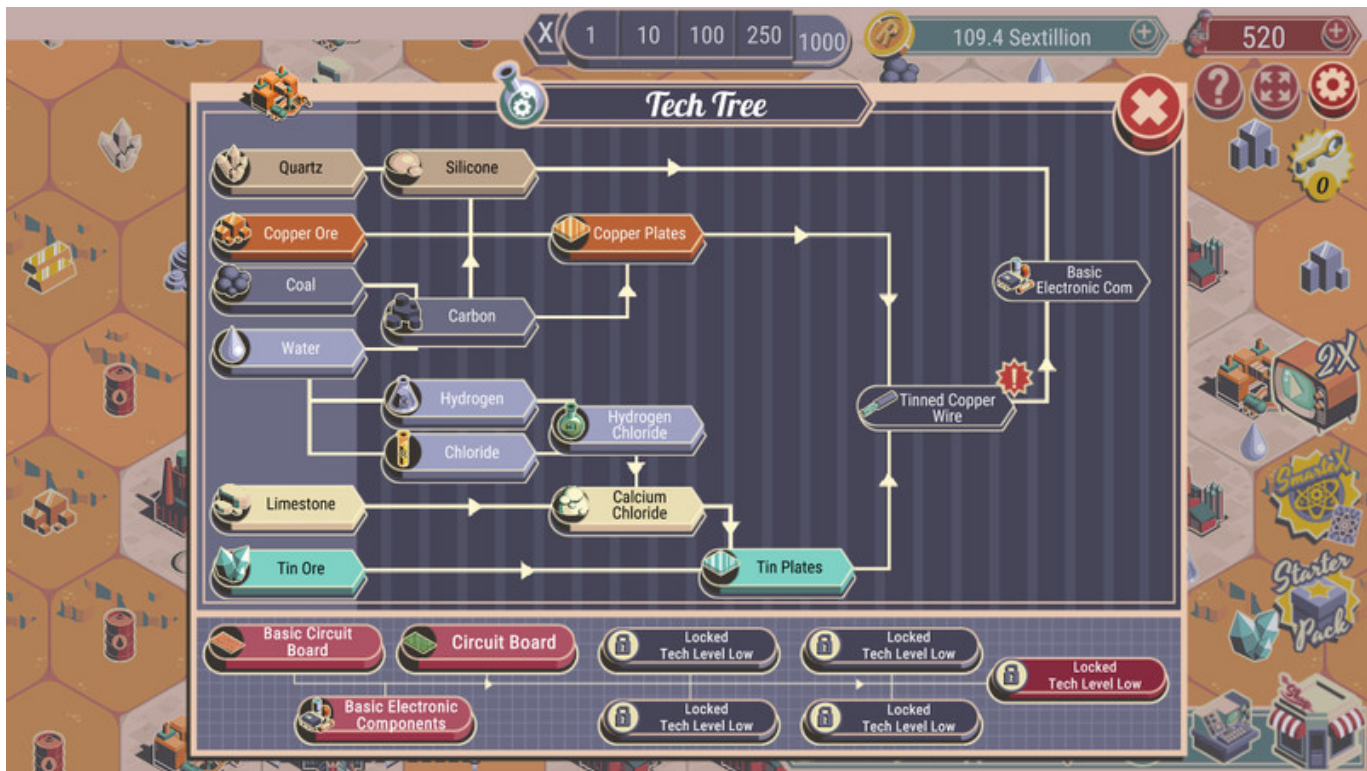 X 1 10 100 250 1000
109.4 Sextillion
520
Tech Tree
?
0
Quartz
Silicone
Copper Ore
Copper Plates
Coal
Basic
Electronic Com
Carbon
Water
2X
!
Hydrogen
Tinned Copper
Wire
Hydrogen
Chloride
Chloride
SmarteX
Limestone
Calcium
Chloride
Tin Ore
Tin Plates
Starter
Pack
Basic Circuit
Board
Circuit Board
Locked
Tech Level Low
Locked
Tech Level Low
Locked
Tech Level Low
Basic Electronic
Components
Locked
Tech Level Low
Locked
Tech Level Low